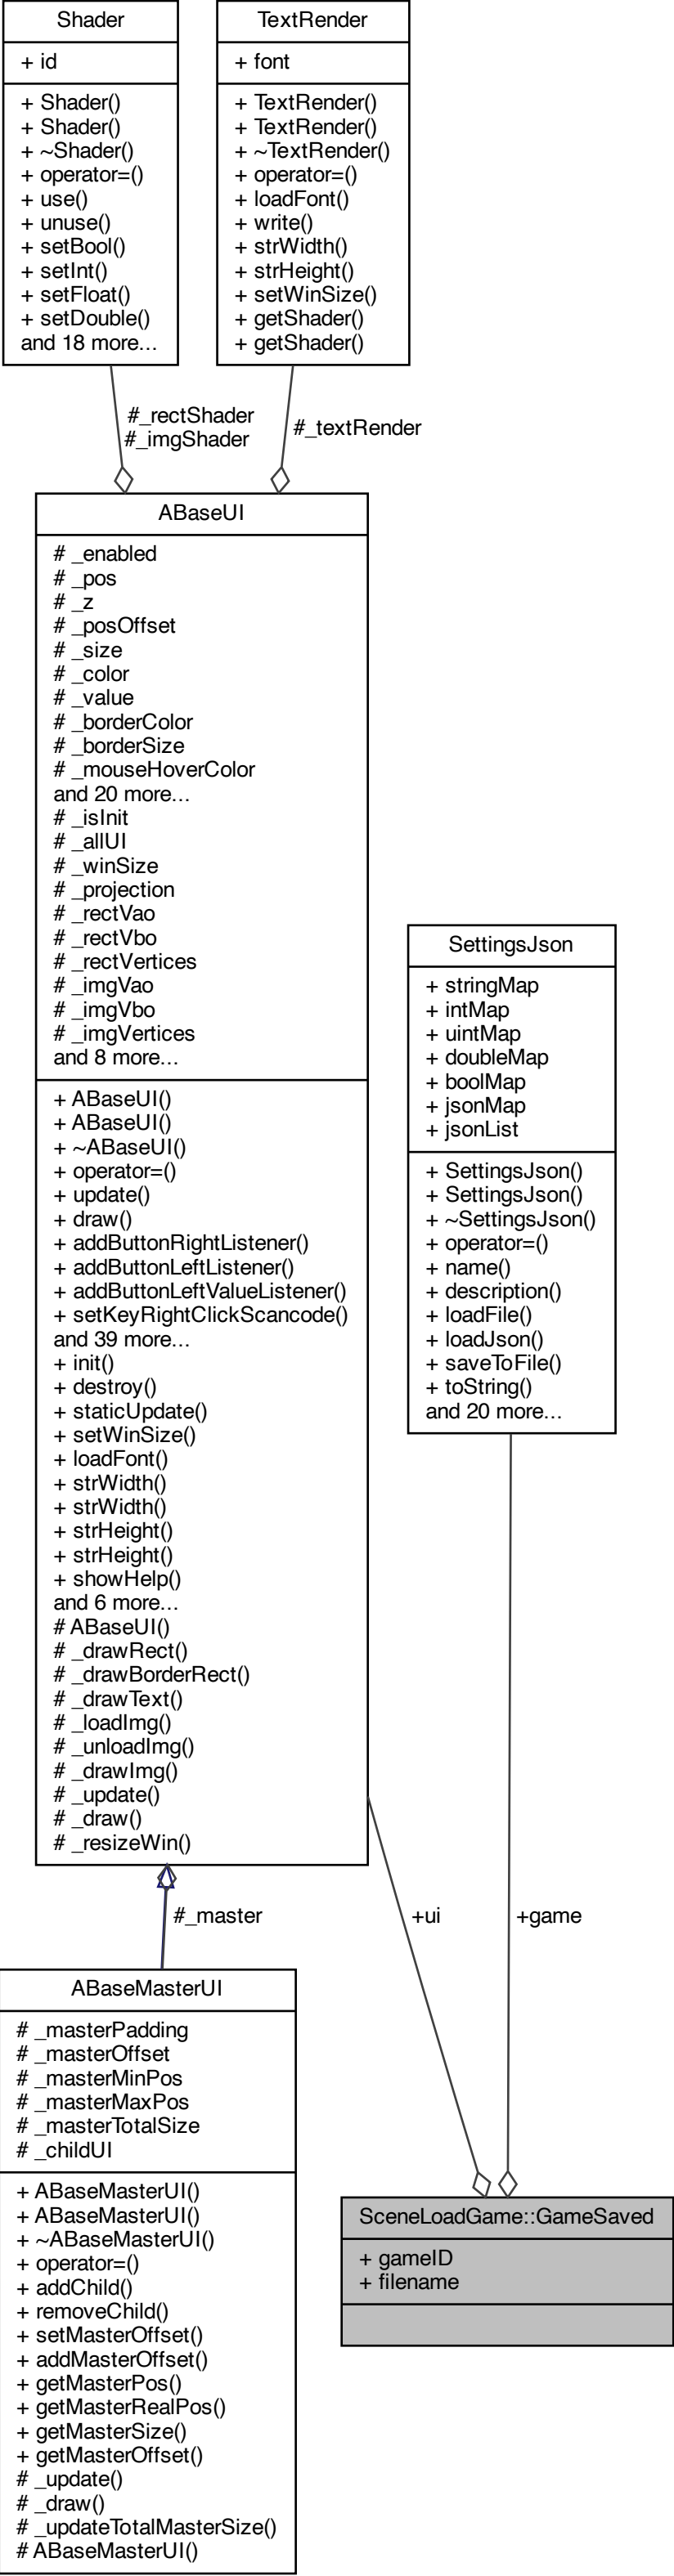 Shader
+ id
+ Shader()
+ Shader()
+ ~Shader()
+ operator=()
+ use()
+ unuse()
+ setBool()
+ setInt()
+ setFloat()
+ setDouble()
and 18 more...
TextRender
+ font
+ TextRender()
+ TextRender()
+ ~TextRender()
+ operator=()
+ loadFont()
+ write()
+ strWidth()
+ strHeight()
+ setWinSize()
+ getShader()
+ getShader()
#_rectShader
#_imgShader
#_textRender
ABaseUI
# _enabled
# _pos
# _z
# _posOffset
# _size
# _color
# _value
# _borderColor
# _borderSize
# _mouseHoverColor
and 20 more...
# _isInit
# _allUI
# _winSize
# _projection
# _rectVao
# _rectVbo
# _rectVertices
# _imgVao
# _imgVbo
# _imgVertices
and 8 more...
+ ABaseUI()
+ ABaseUI()
+ ~ABaseUI()
+ operator=()
+ update()
+ draw()
+ addButtonRightListener()
+ addButtonLeftListener()
+ addButtonLeftValueListener()
+ setKeyRightClickScancode()
and 39 more...
+ init()
+ destroy()
+ staticUpdate()
+ setWinSize()
+ loadFont()
+ strWidth()
+ strWidth()
+ strHeight()
+ strHeight()
+ showHelp()
and 6 more...
# ABaseUI()
# _drawRect()
# _drawBorderRect()
# _drawText()
# _loadImg()
# _unloadImg()
# _drawImg()
# _update()
# _draw()
# _resizeWin()
SettingsJson
+ stringMap
+ intMap
+ uintMap
+ doubleMap
+ boolMap
+ jsonMap
+ jsonList
+ SettingsJson()
+ SettingsJson()
+ ~SettingsJson()
+ operator=()
+ name()
+ description()
+ loadFile()
+ loadJson()
+ saveToFile()
+ toString()
and 20 more...
#_master
+ui
+game
ABaseMasterUI
# _masterPadding
# _masterOffset
# _masterMinPos
# _masterMaxPos
# _masterTotalSize
# _childUI
+ ABaseMasterUI()
+ ABaseMasterUI()
+ ~ABaseMasterUI()
+ operator=()
+ addChild()
+ removeChild()
+ setMasterOffset()
+ addMasterOffset()
+ getMasterPos()
+ getMasterRealPos()
+ getMasterSize()
+ getMasterOffset()
# _update()
# _draw()
# _updateTotalMasterSize()
# ABaseMasterUI()
SceneLoadGame::GameSaved
+ gameID
+ filename